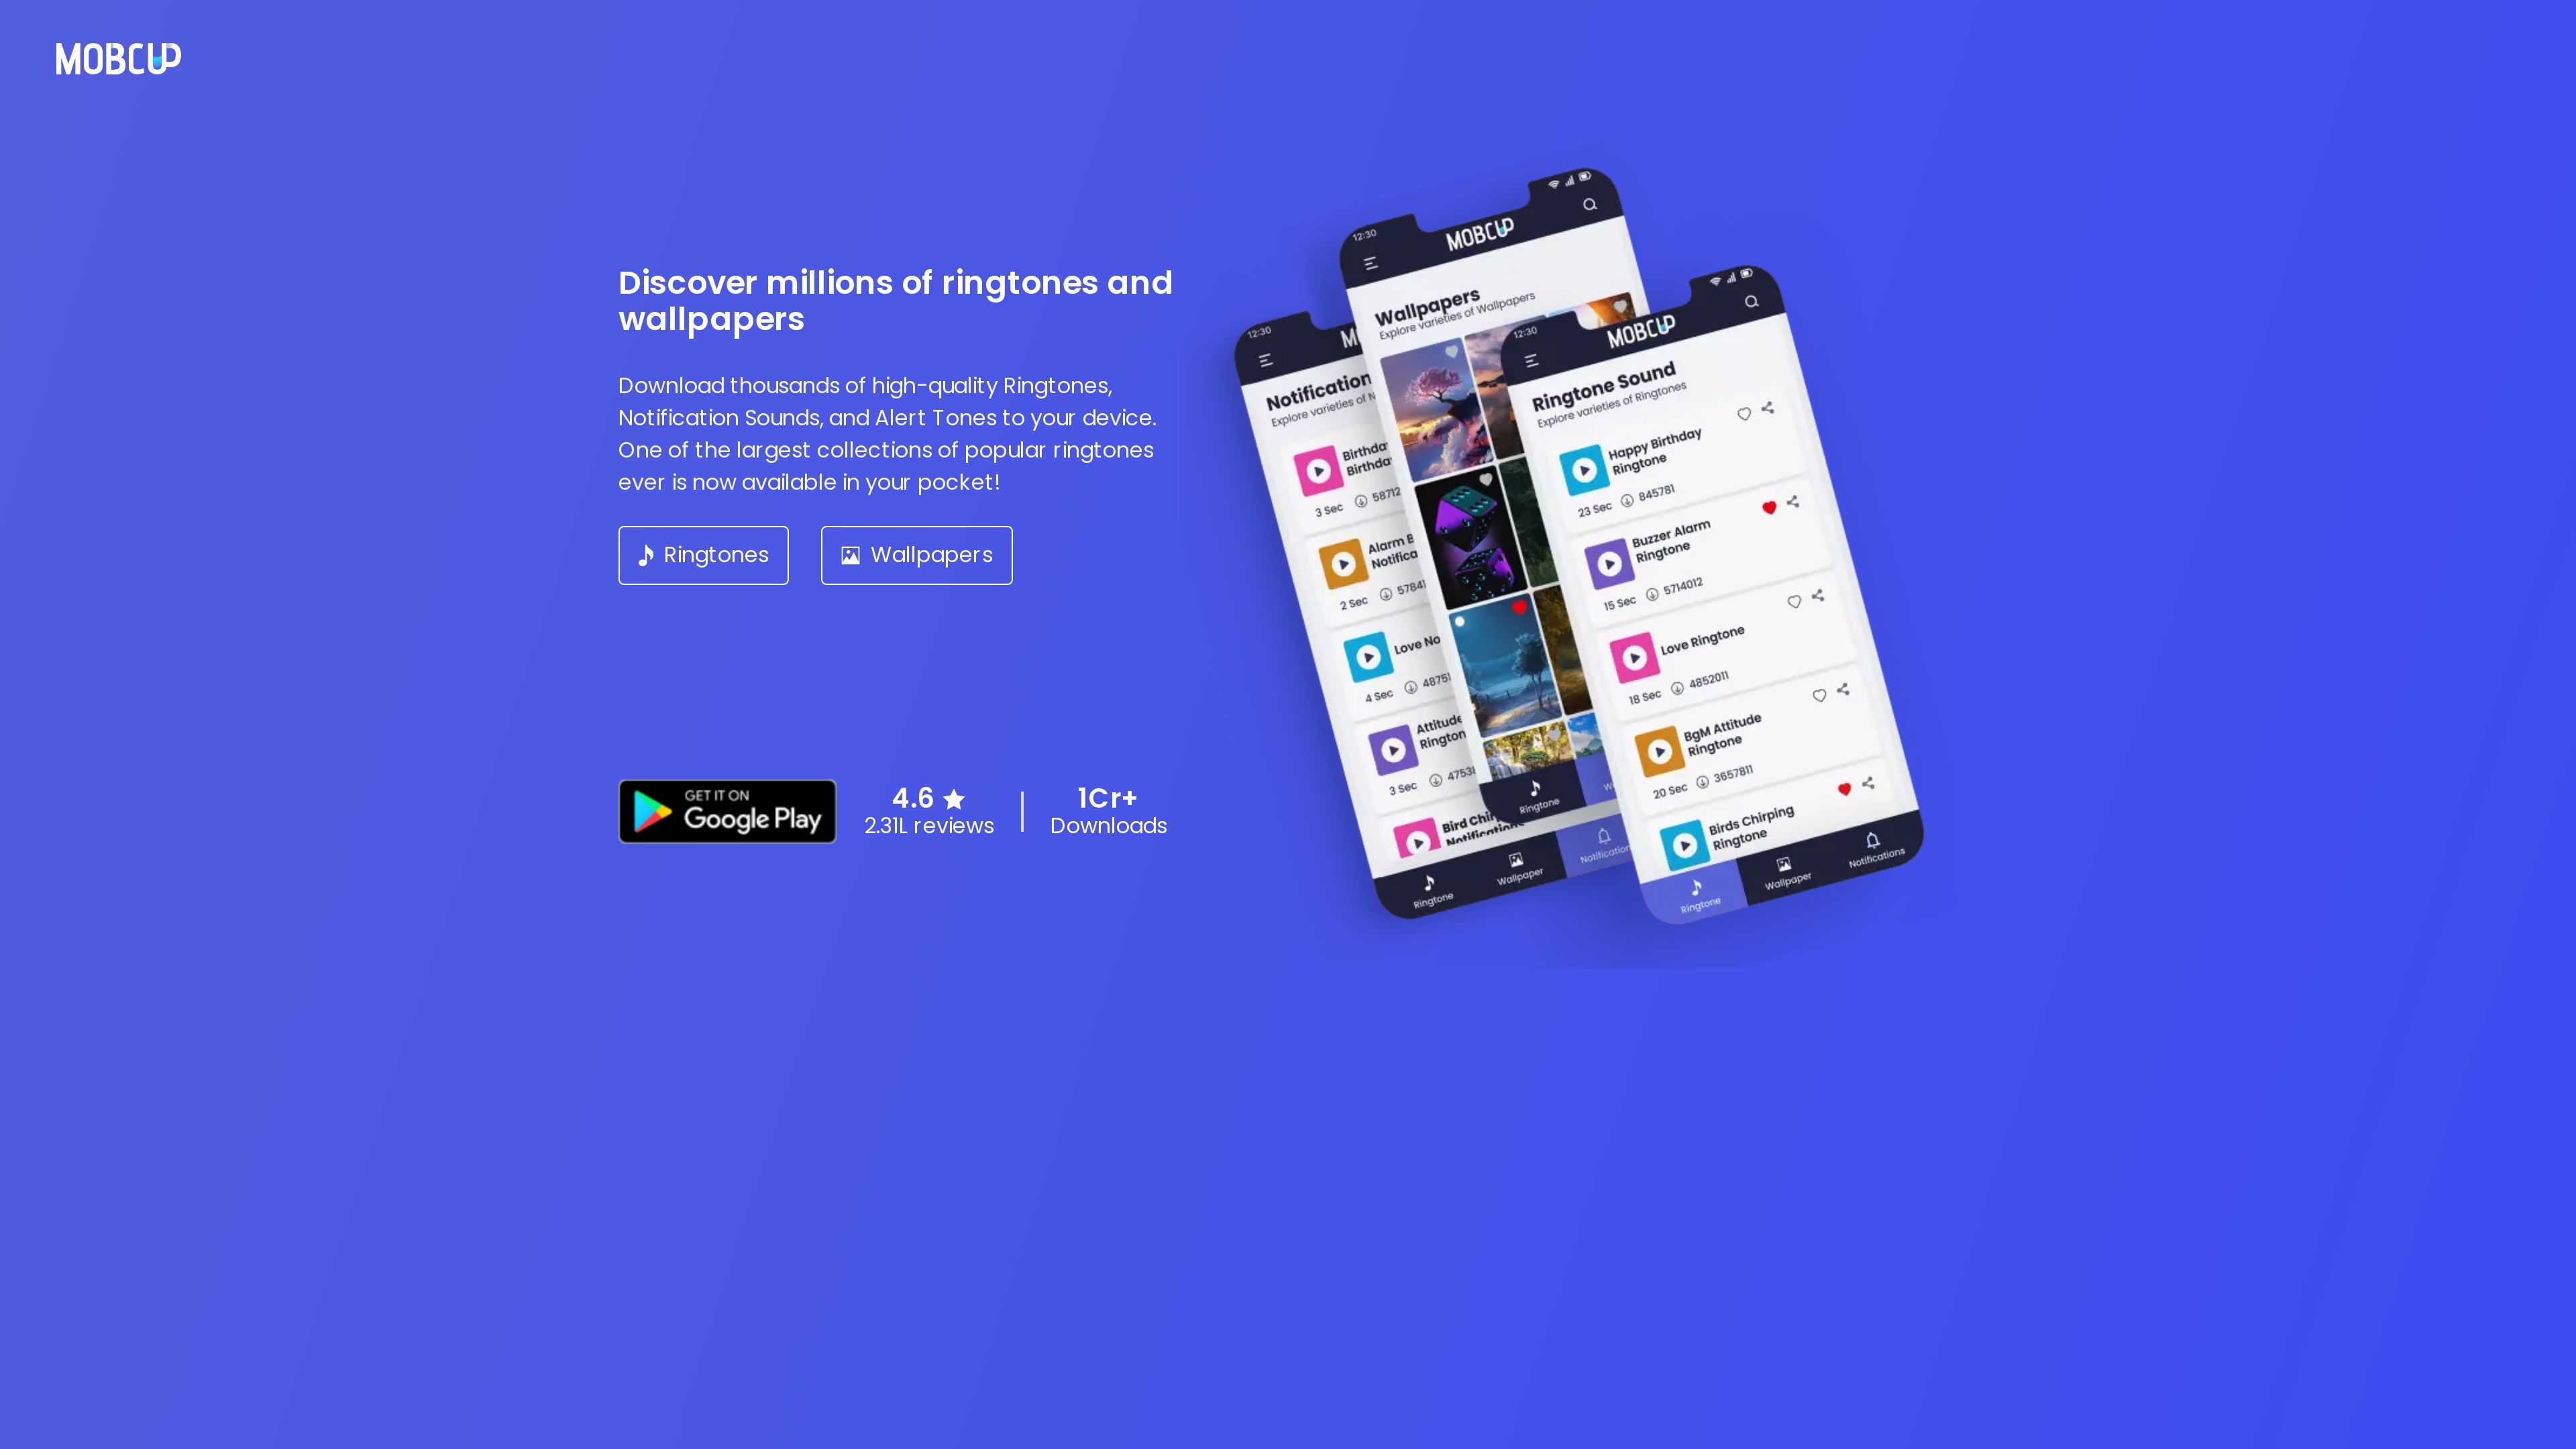 MOBCUP
Discover millions of ringtones and
wallpapers
Download thousands of high-quality Ringtones,
Notification Sounds, and Alert Tones to your device.
One of the largest collections of popular ringtones
ever is now available in your pocket!
Ringtones
Wallpapers
GET IT ON
Google Play
4.6
2.31L reviews
1Cr+
Downloads
12:30
Notification
Explore varieties of N
Birthda
Birthda
3 Sec 58712
Alarm B
Notifica
2 Sec 5784
Love No
4 Sec 4875
Attitude
Rington
3 Sec 4753
Bird Chir
Notification
Ringtone
Wallpaper
Notification
12:30
MOBCUP
Wallpapers
Explore varieties of Wallpapers
Ringtone
W
12:30
MOBCUP
Ringtone Sound
Explore varieties of Ringtones
Happy Birthday
Ringtone
23 Sec 845781
Buzzer Alarm
Ringtone
15 Sec 5714012
Love Ringtone
18 Sec 4852011
BgM Attitude
Ringtone
20 Sec 3657811
Birds Chirping
Ringtone
Ringtone
Wallpaper
Notifications